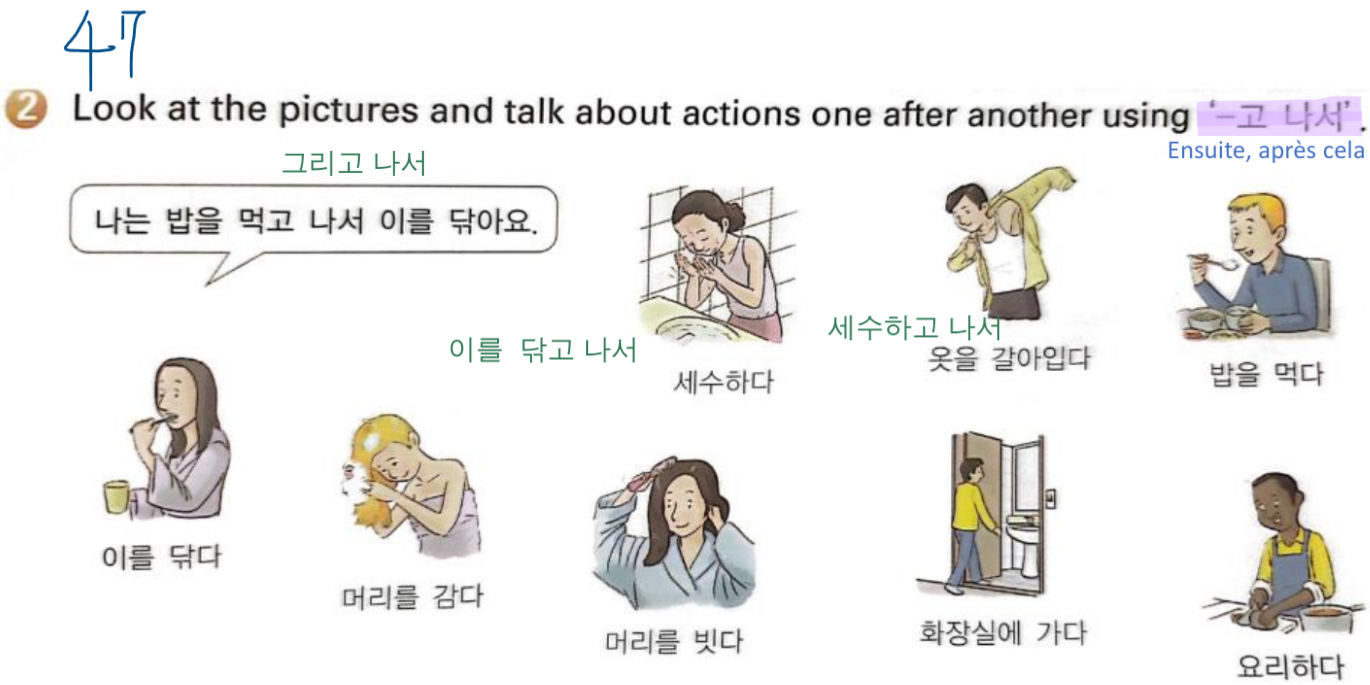 47
2 Look at the pictures and talk about actions one after another using ‘–고 나서’.
Ensuite, après cela
그리고 나서
나는 밥을 먹고 나서 이를 닦아요.
이를 닦고 나서
세수하고 나서
세수하다
옷을 갈아입다
밥을 먹다
이를 닦다
머리를 감다
머리를 빗다
화장실에 가다
요리하다